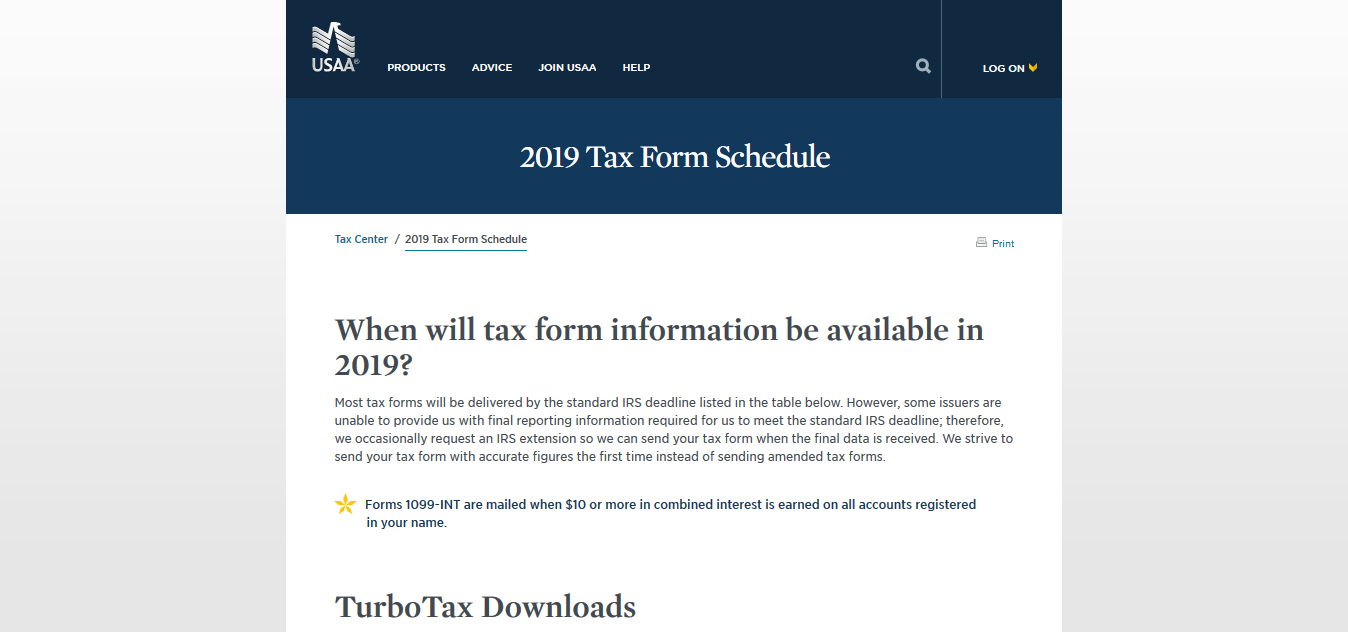 USAA®
PRODUCTS ADVICE JOIN USAA HELP
LOG ON
2019 Tax Form Schedule
Tax Center / 2019 Tax Form Schedule
Print
When will tax form information be available in
2019?
Most tax forms will be delivered by the standard IRS deadline listed in the table below. However, some issuers are
unable to provide us with final reporting information required for us to meet the standard IRS deadline; therefore,
we occasionally request an IRS extension so we can send your tax form when the final data is received. We strive to
send your tax form with accurate figures the first time instead of sending amended tax forms.
Forms 1099-INT are mailed when $10 or more in combined interest is earned on all accounts registered
in your name.
TurboTax Downloads